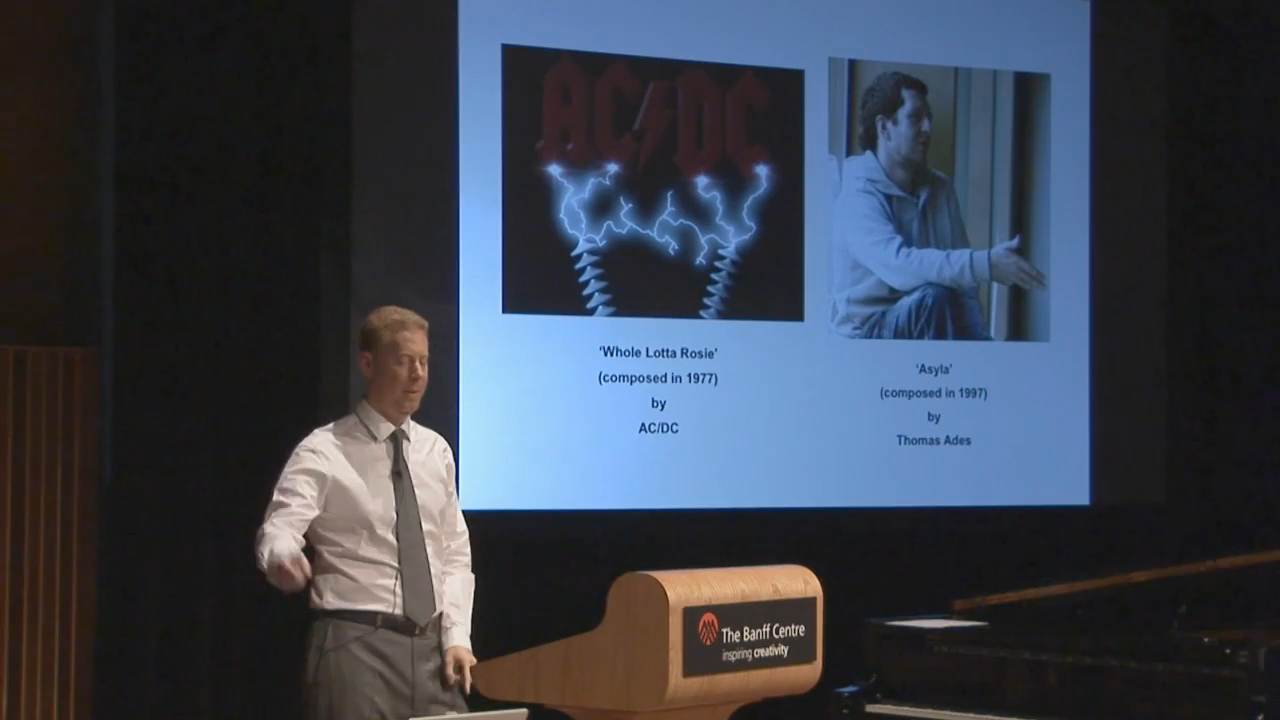 AC/DC
'Whole Lotta Rosie'
(composed in 1977)
by
AC/DC
'Asyla'
(composed in 1997)
by
Thomas Ades
The Banff Centre
inspiring creativity